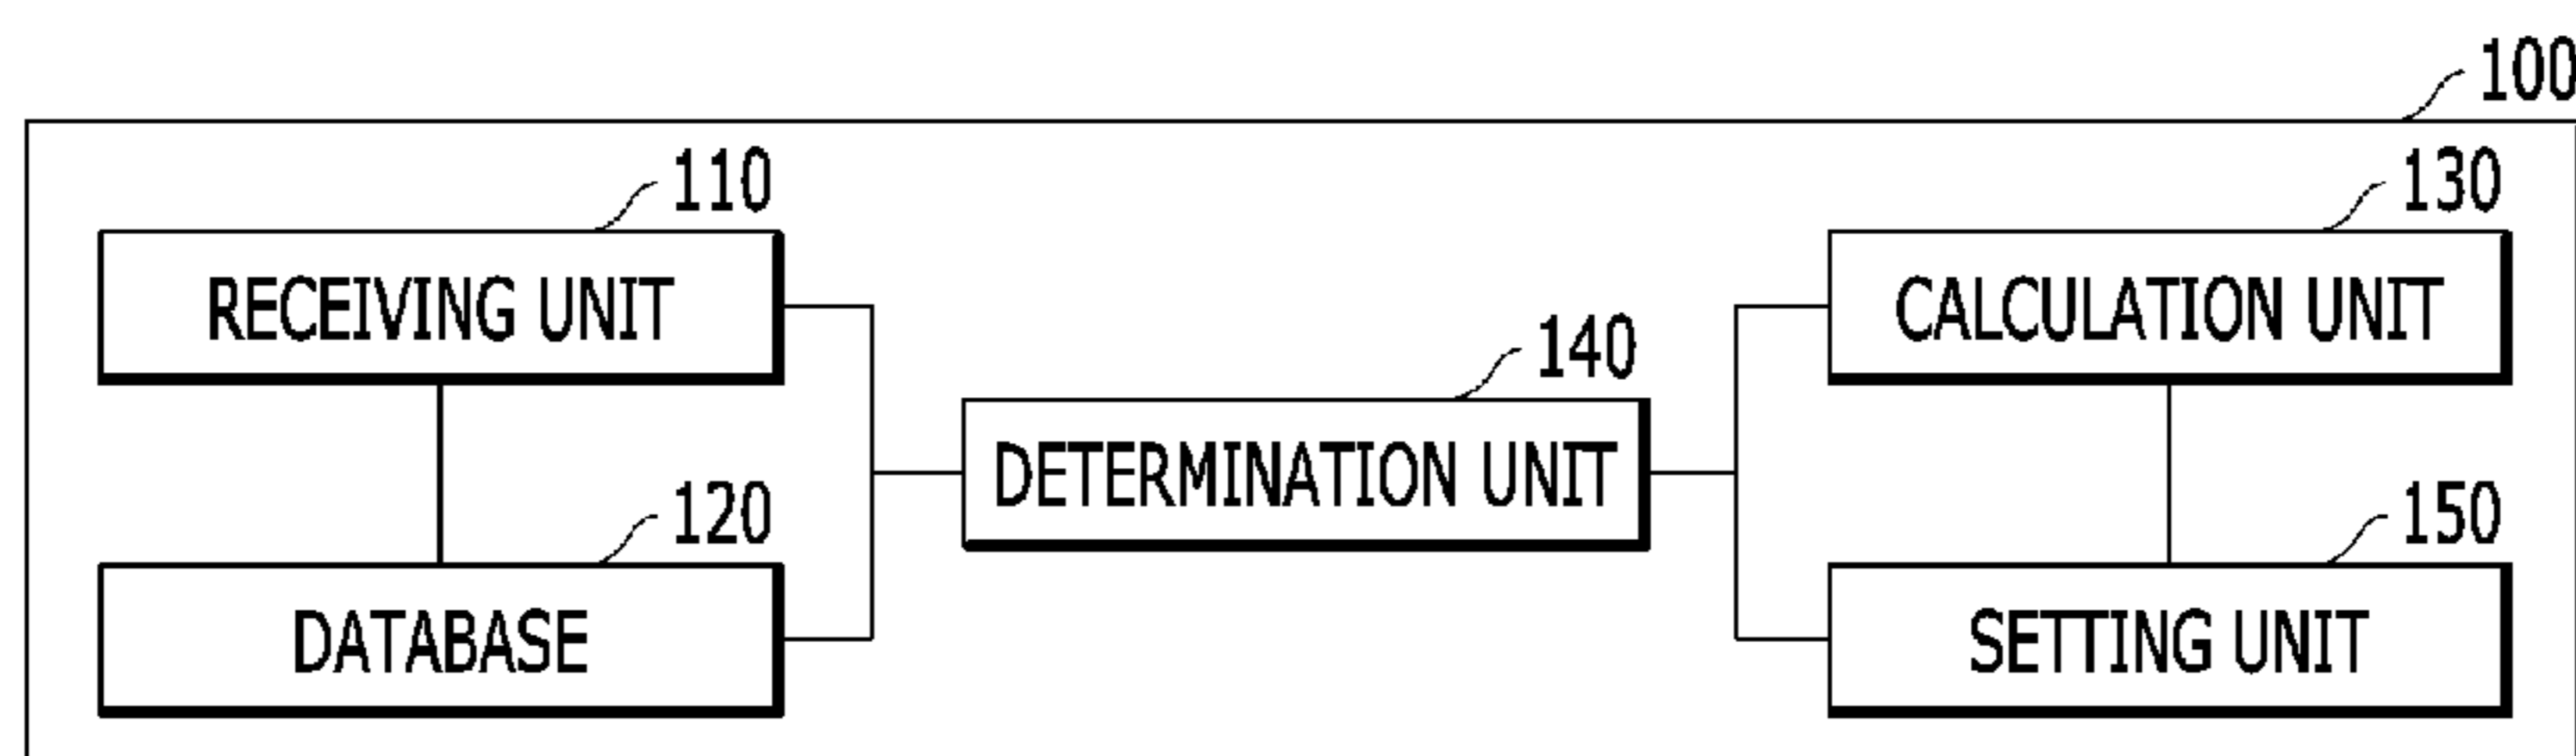 100
110
130
RECEIVING UNIT
CALCULATION UNIT
140
DETERMINATION UNIT
120
150
DATABASE
SETTING UNIT